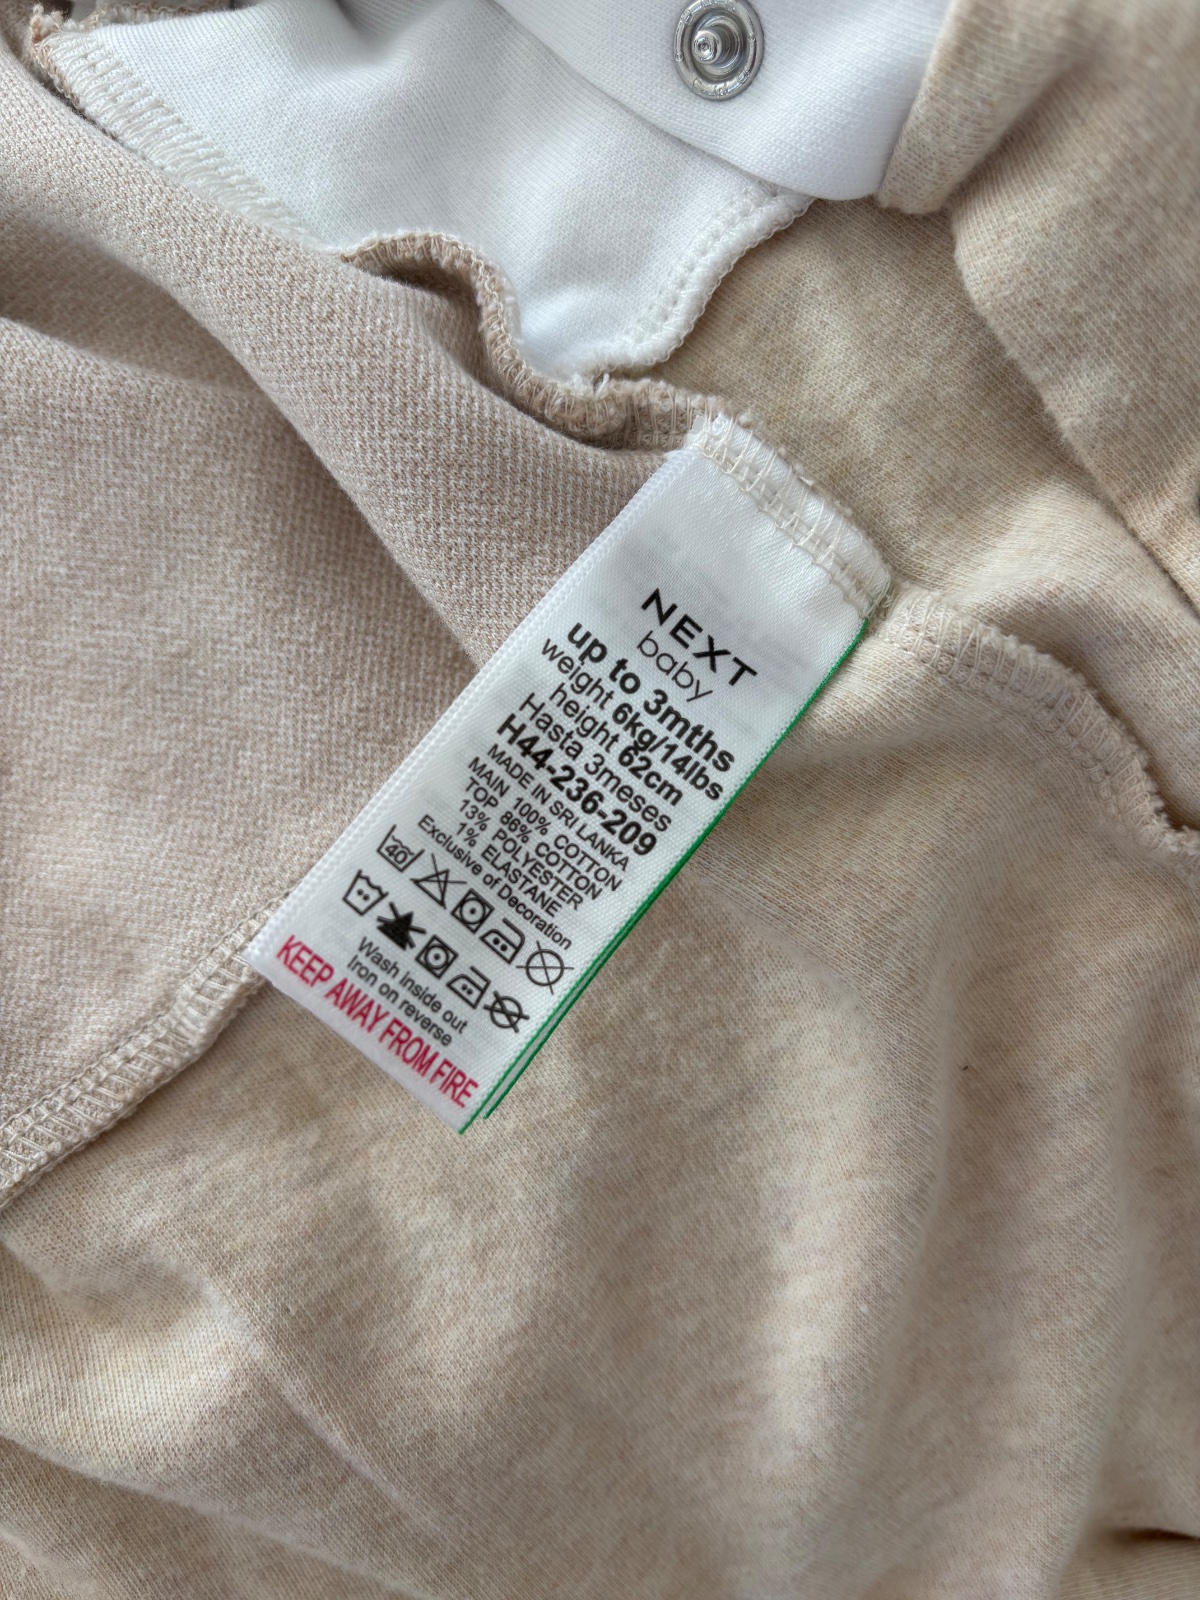 NEXT
baby
up to 3mths
weight 6kg/14lbs
height 62cm
Hasta 3meses
H44-236-209
MADE IN SRI LANKA
MAIN 100% COTTON
TOP 86% COTTON
13% POLYESTER
1% ELASTANE
Exclusive of Decoration
40
Wash inside out
Iron on reverse
KEEP AWAY FROM FIRE